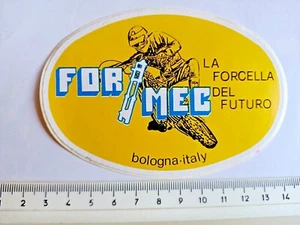 FOR MEC
LA
FORCELLA
DEL
FUTURO
bologna-italy
1 2 3 4 5 6 7 8 9 10 11 12 13 14